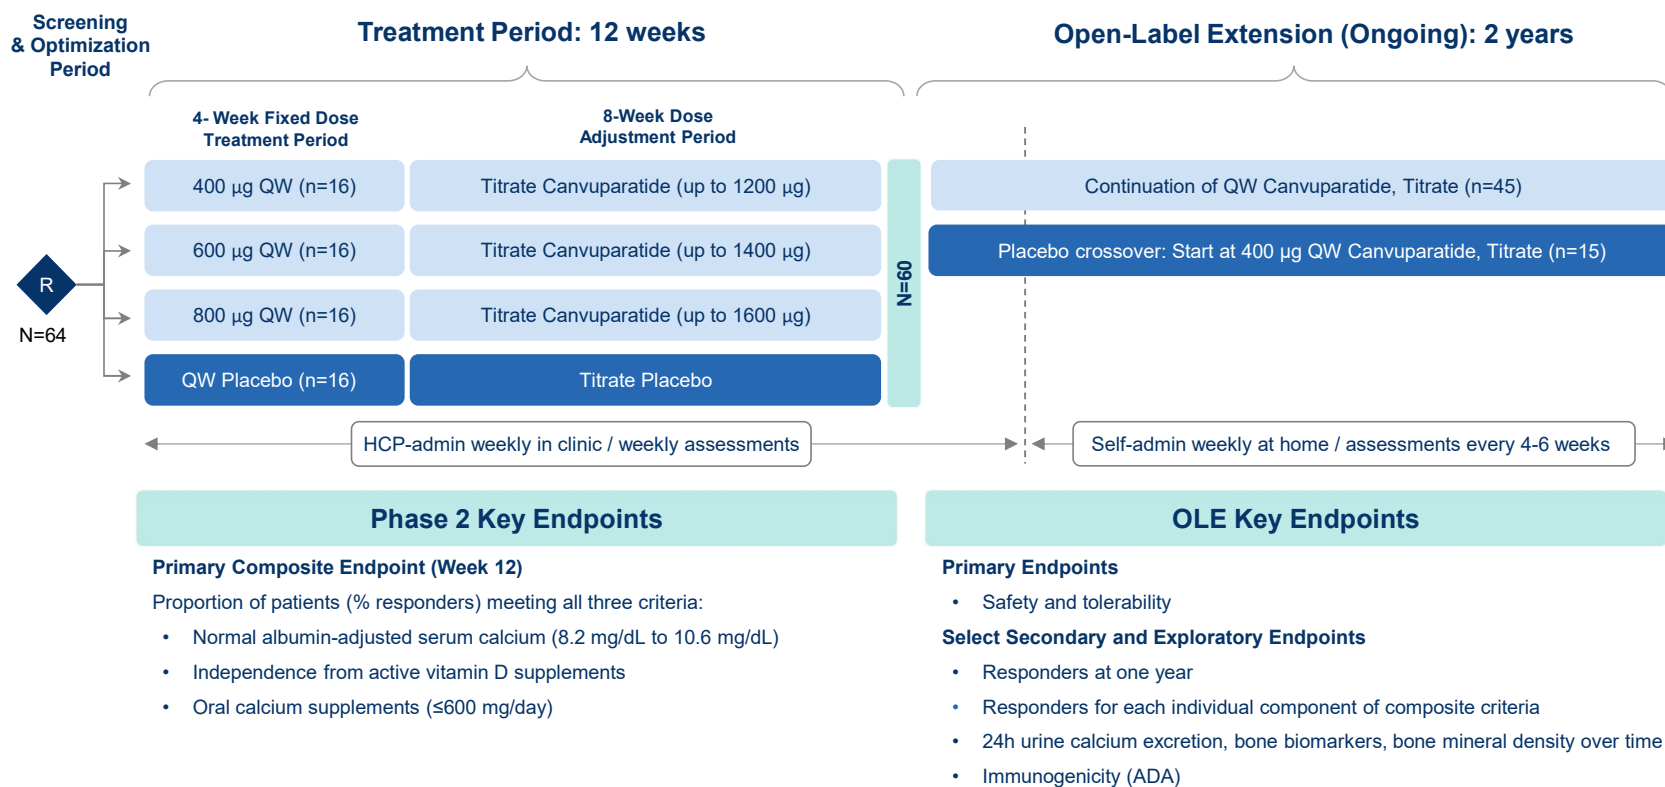 Screening
& Optimization
Period
Treatment Period: 12 weeks
Open-Label Extension (Ongoing): 2 years
4- Week Fixed Dose
Treatment Period
8-Week Dose
Adjustment Period
400 µg QW (n=16)
Titrate Canvuparatide (up to 1200 µg)
Continuation of QW Canvuparatide, Titrate (n=45)
600 µg QW (n=16)
Titrate Canvuparatide (up to 1400 µg)
Placebo crossover: Start at 400 µg QW Canvuparatide, Titrate (n=15)
R
N=64
800 µg QW (n=16)
Titrate Canvuparatide (up to 1600 µg)
N=60
QW Placebo (n=16)
Titrate Placebo
HCP-admin weekly in clinic / weekly assessments
Self-admin weekly at home / assessments every 4-6 weeks
Phase 2 Key Endpoints
Primary Composite Endpoint (Week 12)
Proportion of patients (% responders) meeting all three criteria:
• Normal albumin-adjusted serum calcium (8.2 mg/dL to 10.6 mg/dL)
• Independence from active vitamin D supplements
• Oral calcium supplements (≤600 mg/day)
OLE Key Endpoints
Primary Endpoints
• Safety and tolerability
Select Secondary and Exploratory Endpoints
• Responders at one year
• Responders for each individual component of composite criteria
• 24h urine calcium excretion, bone biomarkers, bone mineral density over time
• Immunogenicity (ADA)